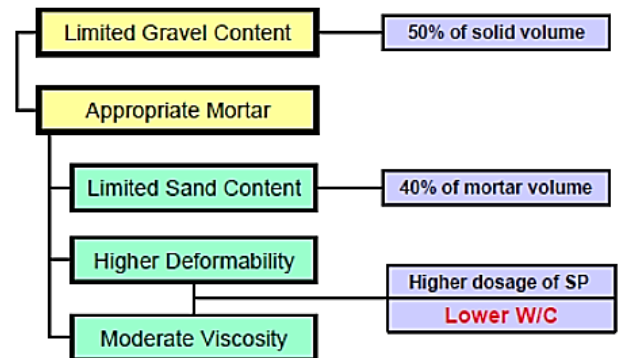 Limited Gravel Content
50% of solid volume
Appropriate Mortar
Limited Sand Content
40% of mortar volume
Higher Deformability
Higher dosage of SP
Lower W/C
Moderate Viscosity